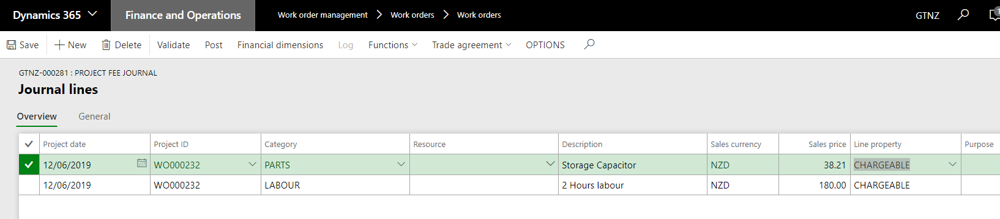 Dynamics 365 Finance and Operations Work order management Work orders Work orders GTNZ 1
Save New Delete Validate Post Financial dimensions Log Functions Trade agreement OPTIONS
GTNZ-000281 : PROJECT FEE JOURNAL
Journal lines
Overview General
Project date Project ID Category Resource Description Sales currency Sales price Line property Purpose
12/06/2019 WO000232 PARTS Storage Capacitor NZD 38.21 CHARGEABLE
12/06/2019 WO000232 LABOUR 2 Hours labour NZD 180.00 CHARGEABLE